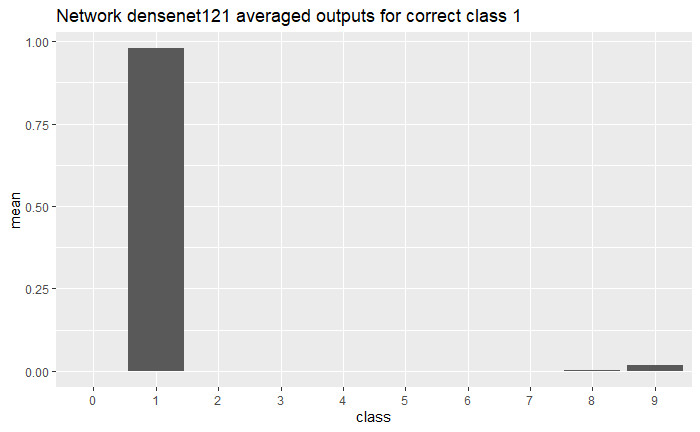 Network densenet121 averaged outputs for correct class 1
1.00
0.75
0.50
0.25
0.00
mean
0 1 2 3 4 5 6 7 8 9
class